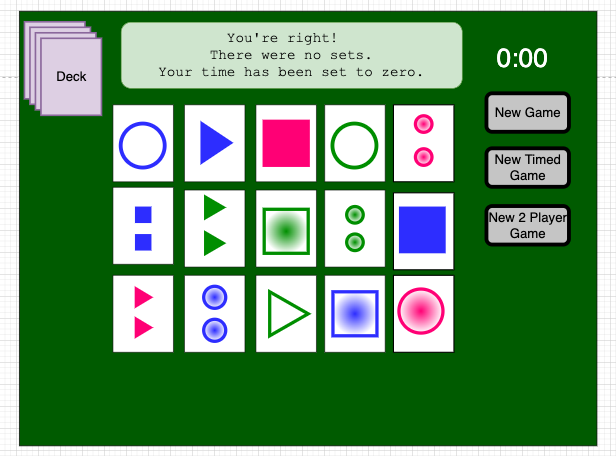 You're right!
There were no sets.
Your time has been set to zero.
Deck
0:00
New Game
New Timed
Game
New 2 Player
Game